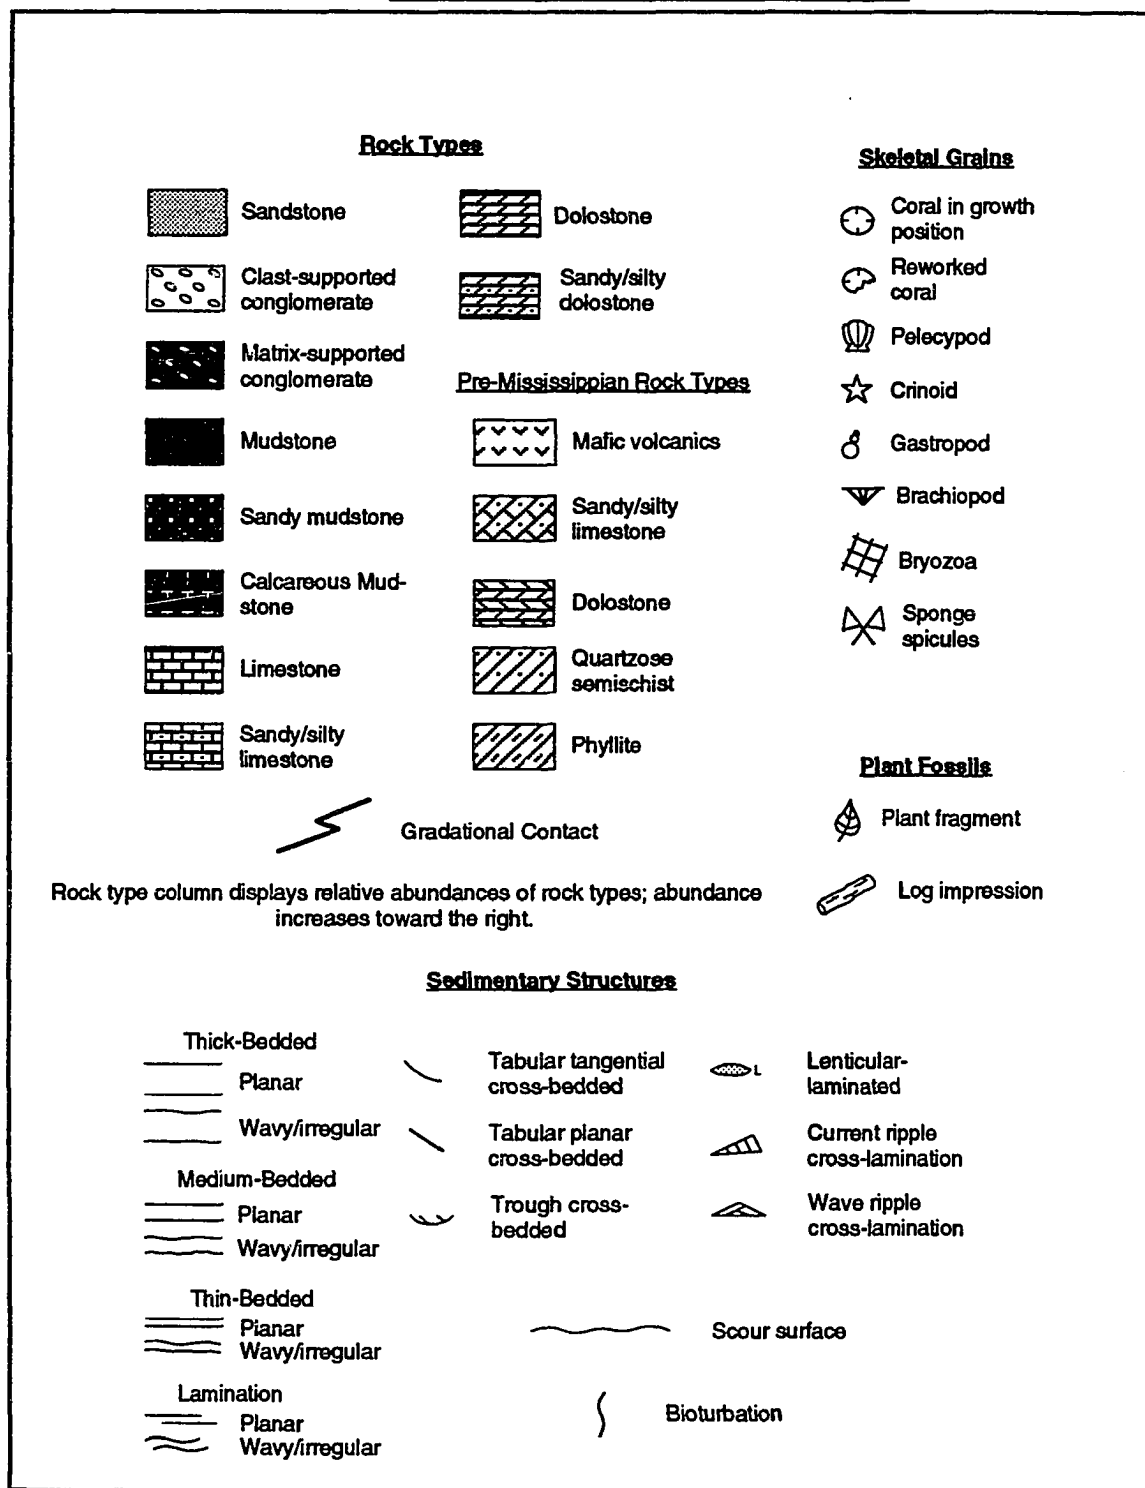 Rock Types
Sandstone
Clast-supported
conglomerate
Matrix-supported
conglomerate
Mudstone
Sandy mudstone
Calcareous Mud-
stone
Limestone
Sandy/silty
limestone
Dolostone
Sandy/silty
dolostone
Pre-Mississippian Rock Types
Mafic volcanics
Sandy/silty
limestone
Dolostone
Quartzose
semischist
Phyllite
Gradational Contact
Rock type column displays relative abundances of rock types; abundance
increases toward the right.
Skeletal Grains
Coral in growth
position
Reworked
coral
Pelecypod
Crinoid
Gastropod
Brachiopod
Bryozoa
Sponge
spicules
Plant Fossils
Plant fragment
Log impression
Sedimentary Structures
Thick-Bedded
Planar
Wavy/irregular
Medium-Bedded
Planar
Wavy/irregular
Thin-Bedded
Planar
Wavy/irregular
Lamination
Planar
Wavy/irregular
Tabular tangential
cross-bedded
Tabular planar
cross-bedded
Trough cross-
bedded
L
Lenticular-
laminated
Current ripple
cross-lamination
Wave ripple
cross-lamination
Scour surface
Bioturbation